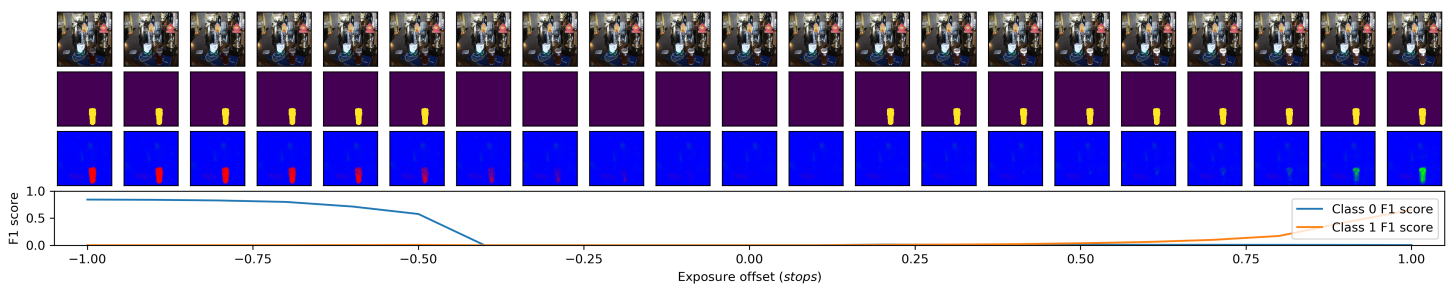 1.0
0.5
0.0
F1 score
Class 0 F1 score
Class 1 F1 score
−1.00 −0.75 −0.50 −0.25 0.00 0.25 0.50 0.75 1.00
Exposure offset (stops)